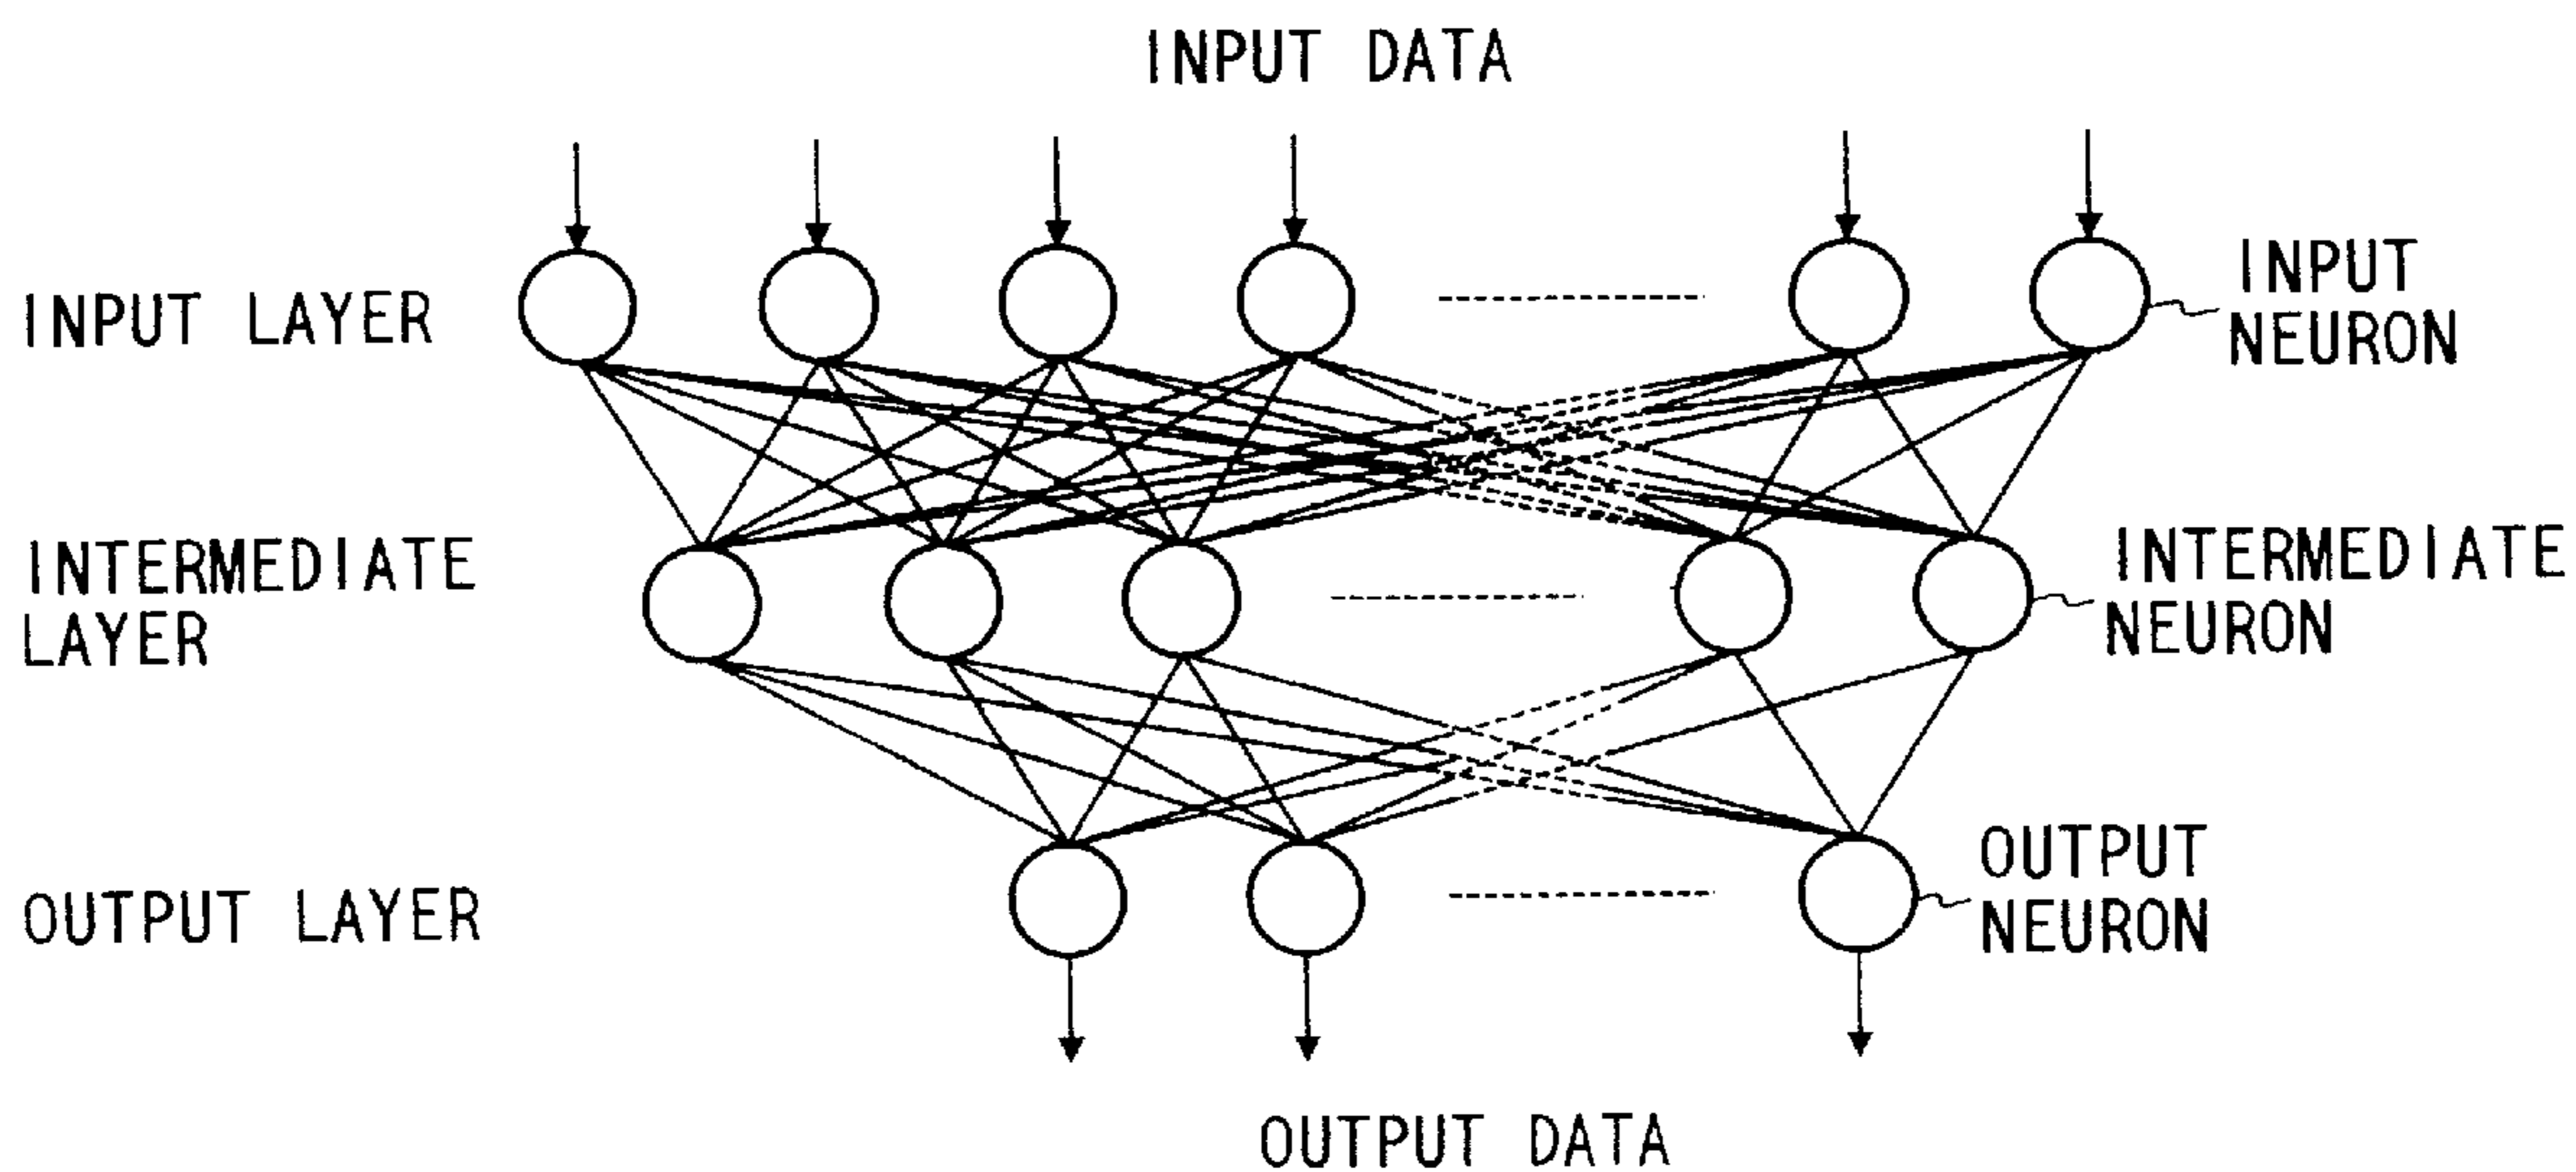 INPUT DATA
INPUT LAYER
INPUT
NEURON
INTERMEDIATE
LAYER
INTERMEDIATE
NEURON
OUTPUT LAYER
OUTPUT
NEURON
OUTPUT DATA